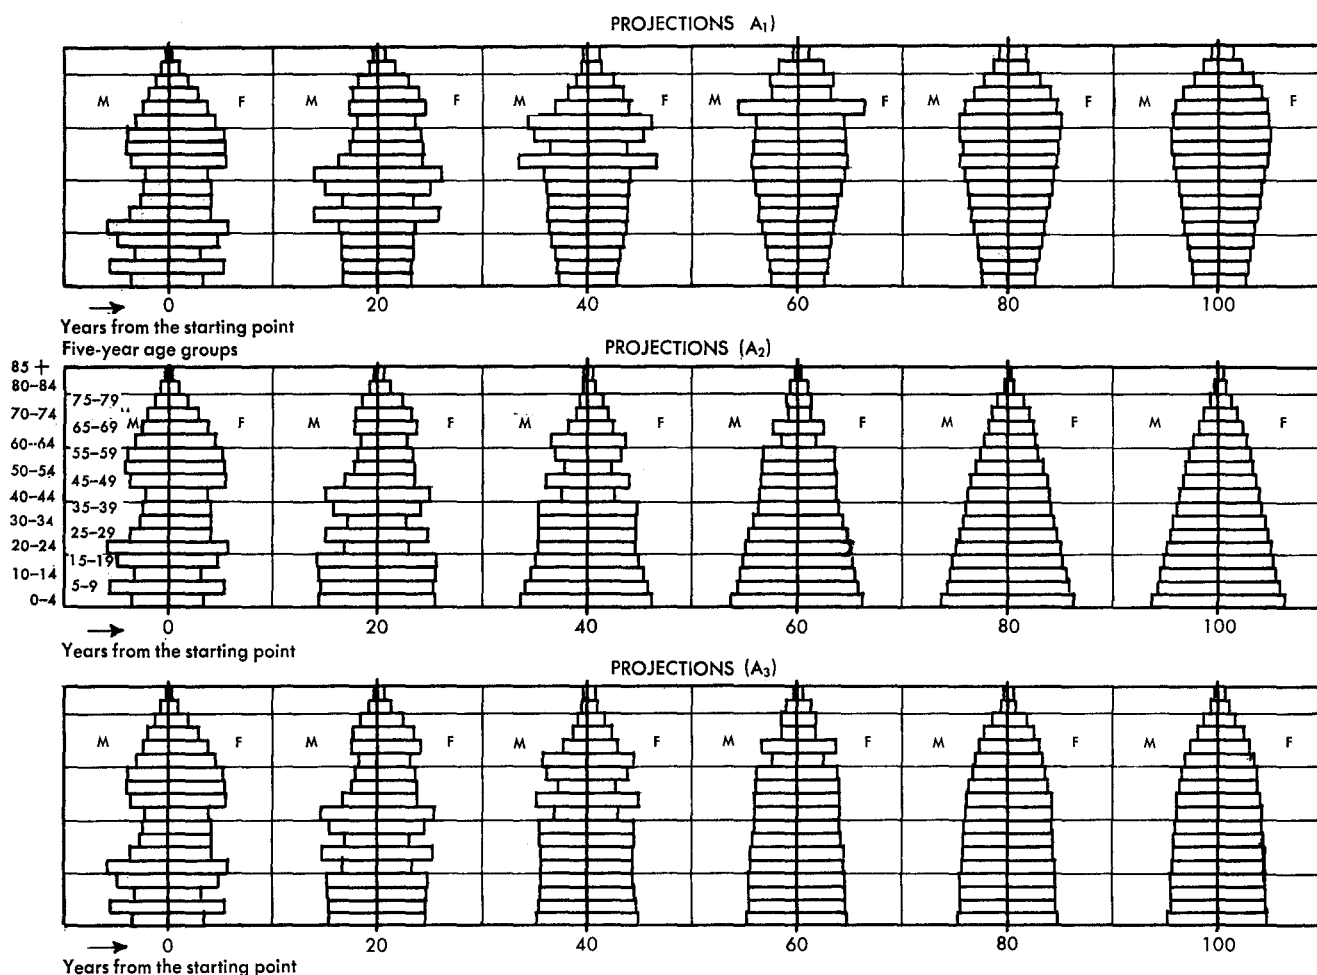 PROJECTIONS A₁)
M F M F M F M F M F M F
0 20 40 60 80 100
Years from the starting point
Five-year age groups
PROJECTIONS (A₂)
85 +
80–84
75–79
70–74
M F M F M F M F M F M F
65–69
60–64
55–59
50–54
45–49
40–44
35–39
30–34
25–29
20–24
15–19
10–14
5–9
0–4
0 20 40 60 80 100
Years from the starting point
PROJECTIONS (A₃)
M F M F M F M F M F M F
0 20 40 60 80 100
Years from the starting point